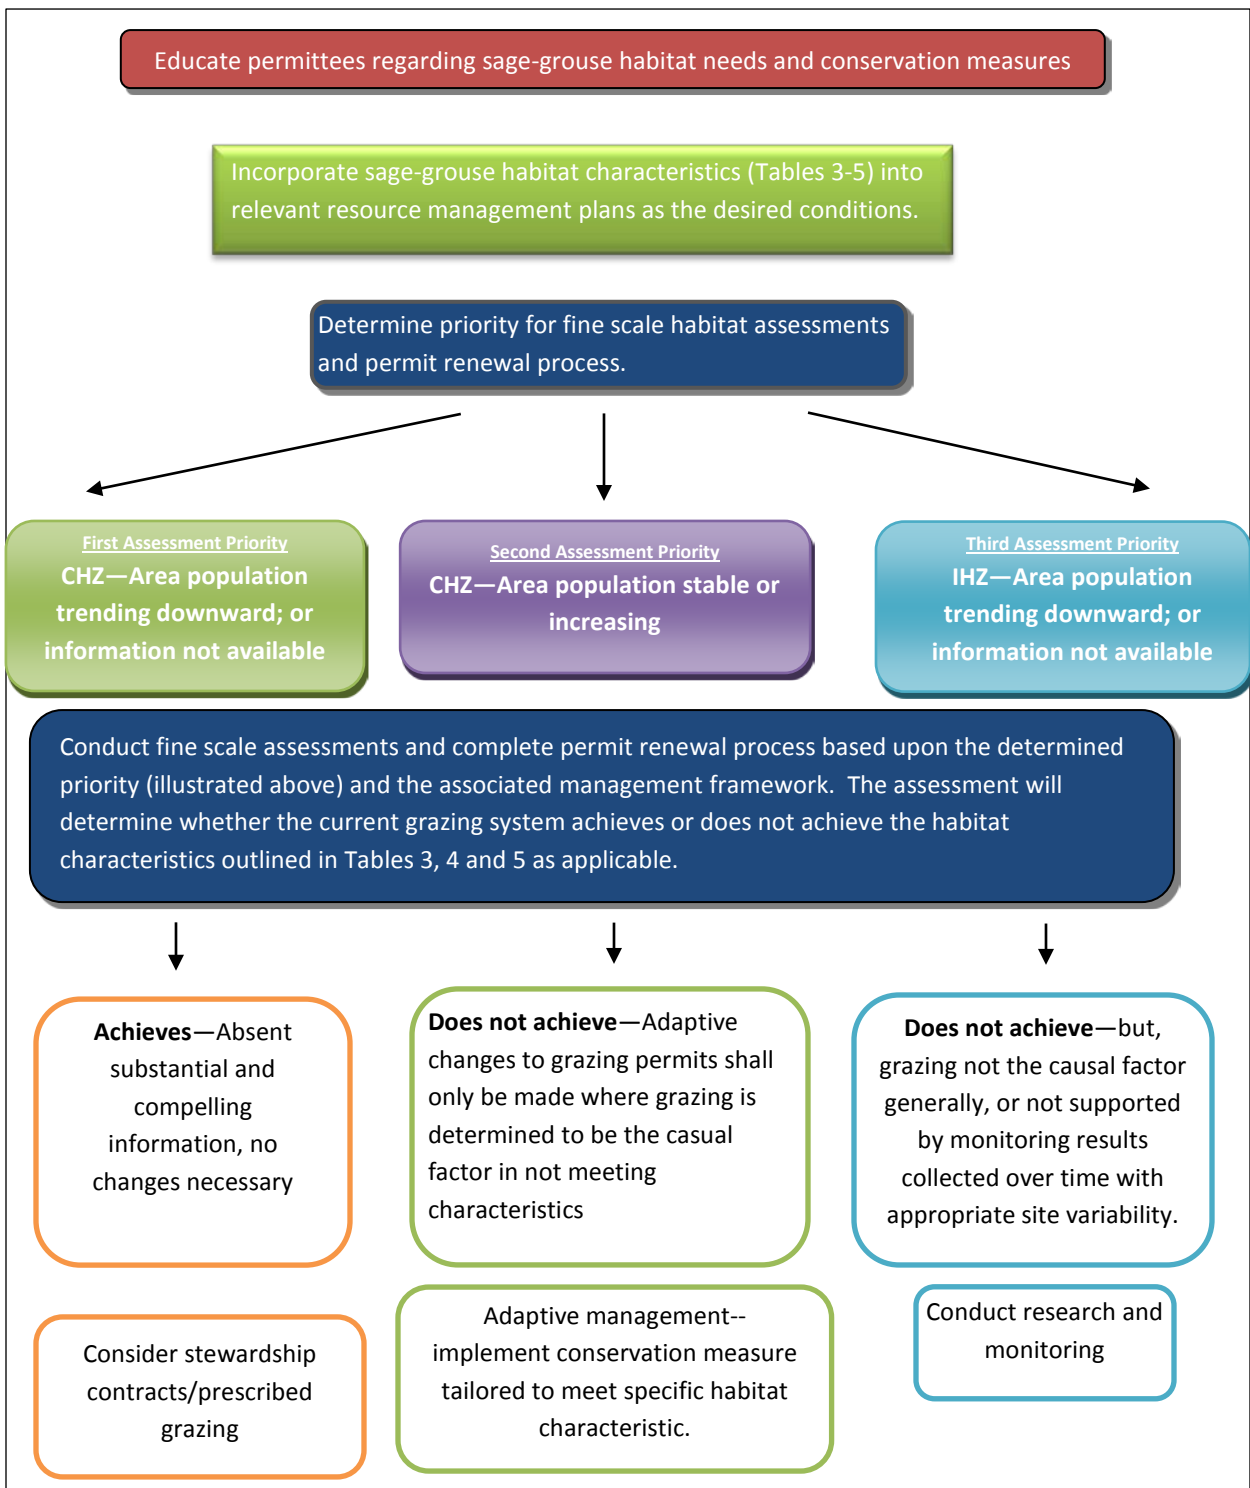 Educate permittees regarding sage-grouse habitat needs and conservation measures
Incorporate sage-grouse habitat characteristics (Tables 3-5) into
relevant resource management plans as the desired conditions.
Determine priority for fine scale habitat assessments
and permit renewal process.
First Assessment Priority
CHZ—Area population
trending downward; or
information not available
Second Assessment Priority
CHZ—Area population stable or
increasing
Third Assessment Priority
IHZ—Area population
trending downward; or
information not available
Conduct fine scale assessments and complete permit renewal process based upon the determined
priority (illustrated above) and the associated management framework.  The assessment will
determine whether the current grazing system achieves or does not achieve the habitat
characteristics outlined in Tables 3, 4 and 5 as applicable.
Achieves—Absent
substantial and
compelling
information, no
changes necessary
Does not achieve—Adaptive
changes to grazing permits shall
only be made where grazing is
determined to be the casual
factor in not meeting
characteristics
Does not achieve—but,
grazing not the causal factor
generally, or not supported
by monitoring results
collected over time with
appropriate site variability.
Consider stewardship
contracts/prescribed
grazing
Adaptive management--
implement conservation measure
tailored to meet specific habitat
characteristic.
Conduct research and
monitoring